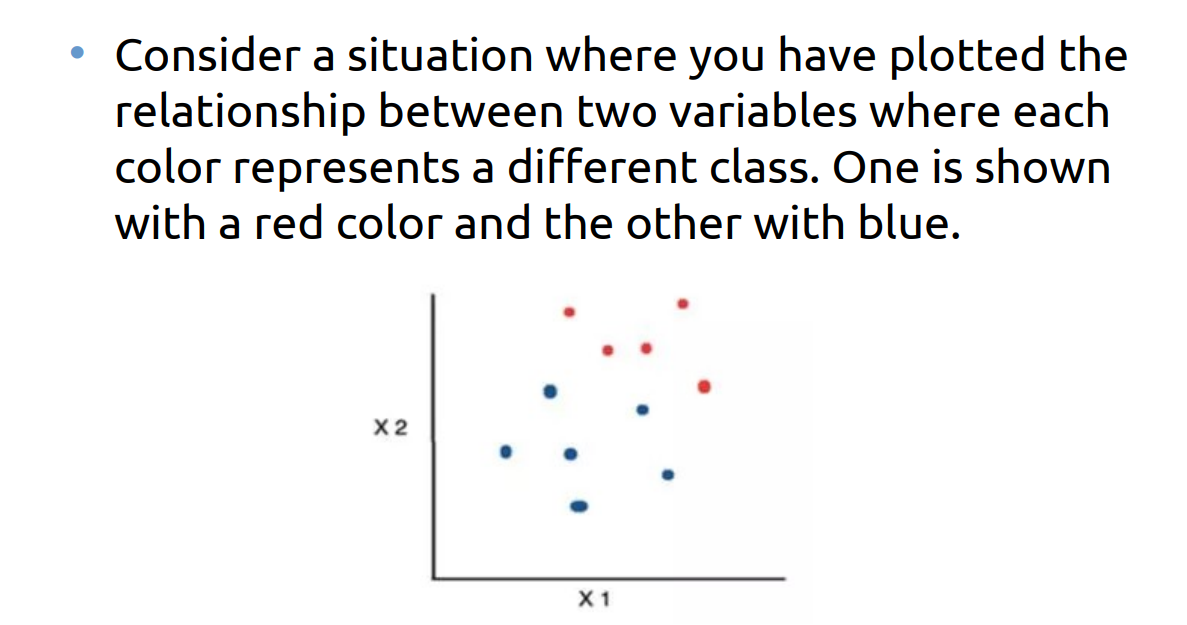 • Consider a situation where you have plotted the
relationship between two variables where each
color represents a different class. One is shown
with a red color and the other with blue.
X 2
X 1